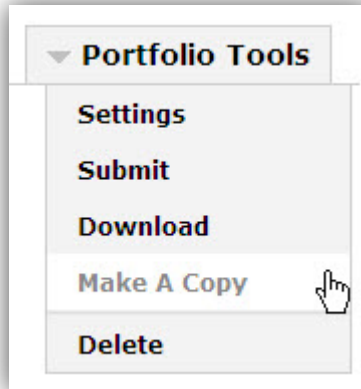 Portfolio Tools
Settings
Submit
Download
Make A Copy
Delete